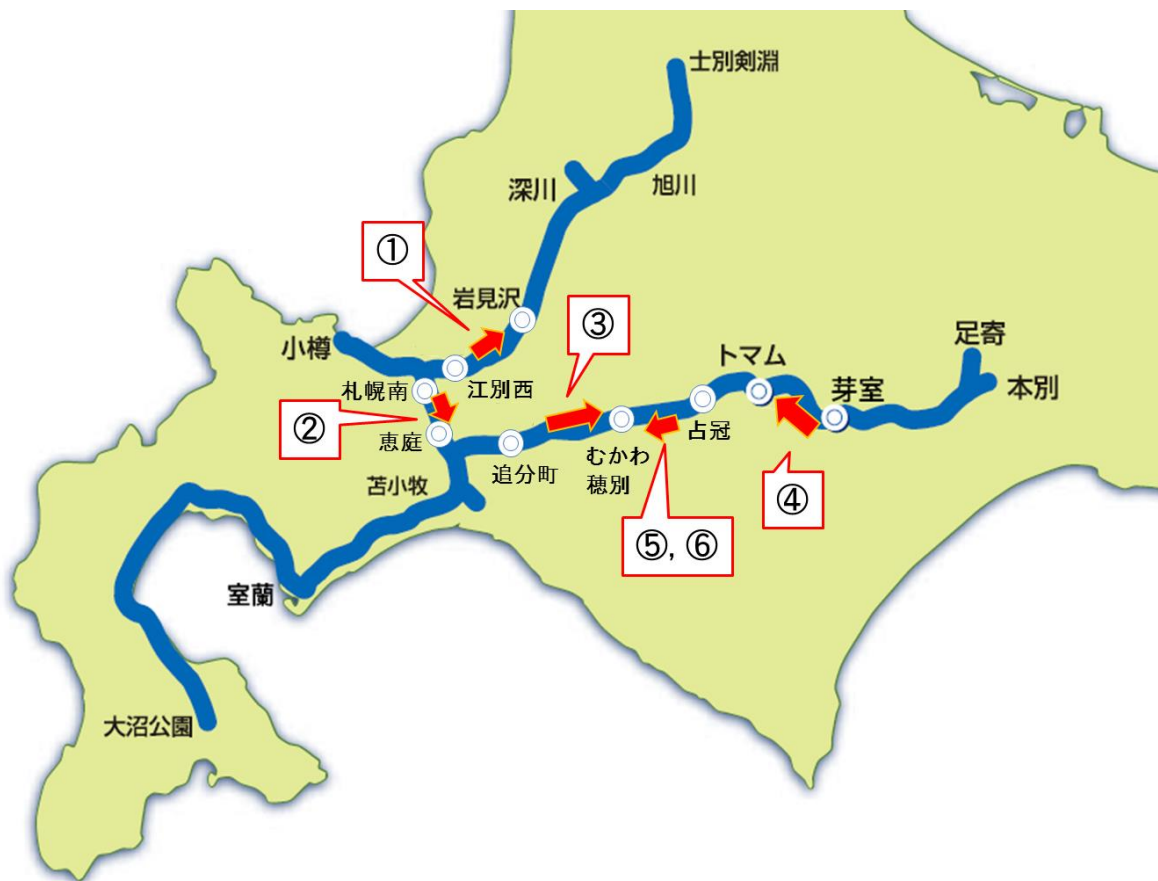 士別剣淵
旭川
深川
①
岩見沢
小樽
③
足寄
トマム
札幌南
江別西
芽室
本別
②
恵庭
占冠
むかわ
穂別
追分町
苫小牧
④
⑤, ⑥
室蘭
大沼公園